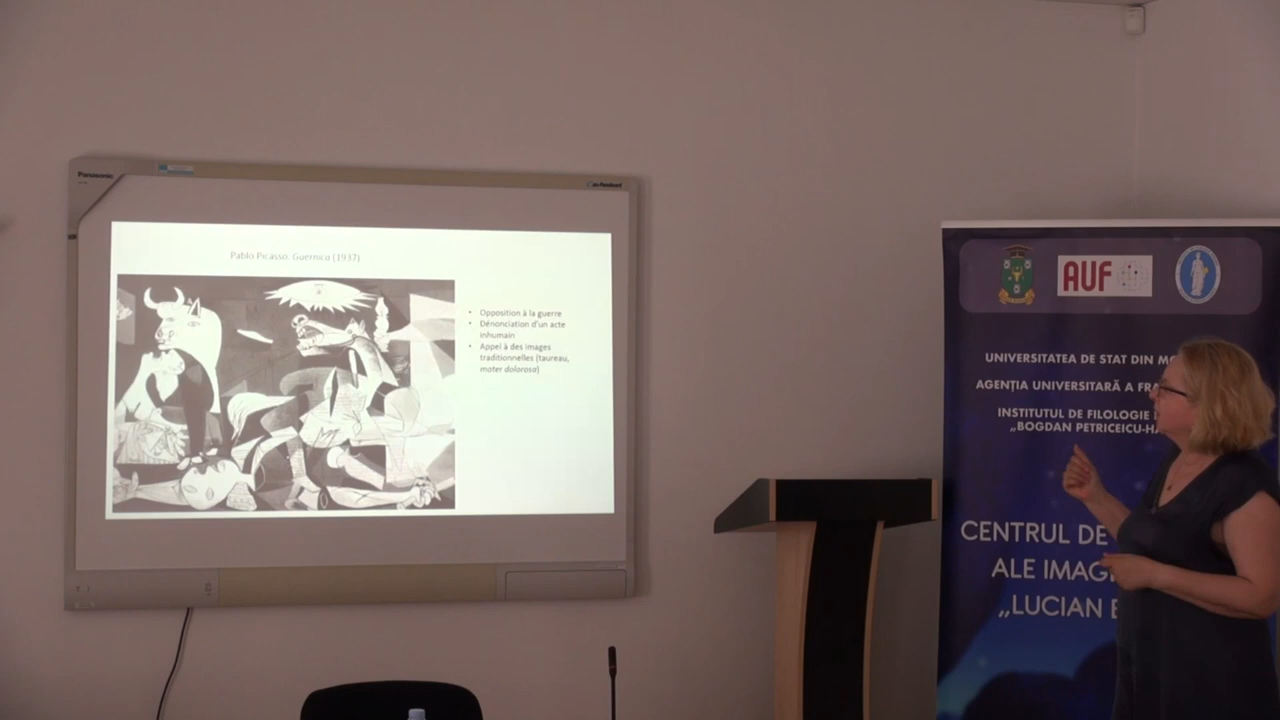 Panasonic
Pablo Picasso. Guernica (1937)
• Opposition à la guerre
• Dénonciation d'un acte
inhumain
• Appel à des images
traditionnelles (taureau,
mater dolorosa)
AUF
UNIVERSITATEA DE STAT DIN MO
AGENȚIA UNIVERSITARĂ A FRA
INSTITUTUL DE FILOLOGIE
„BOGDAN PETRICEICU-HA
CENTRUL DE
ALE IMAG
„LUCIAN B